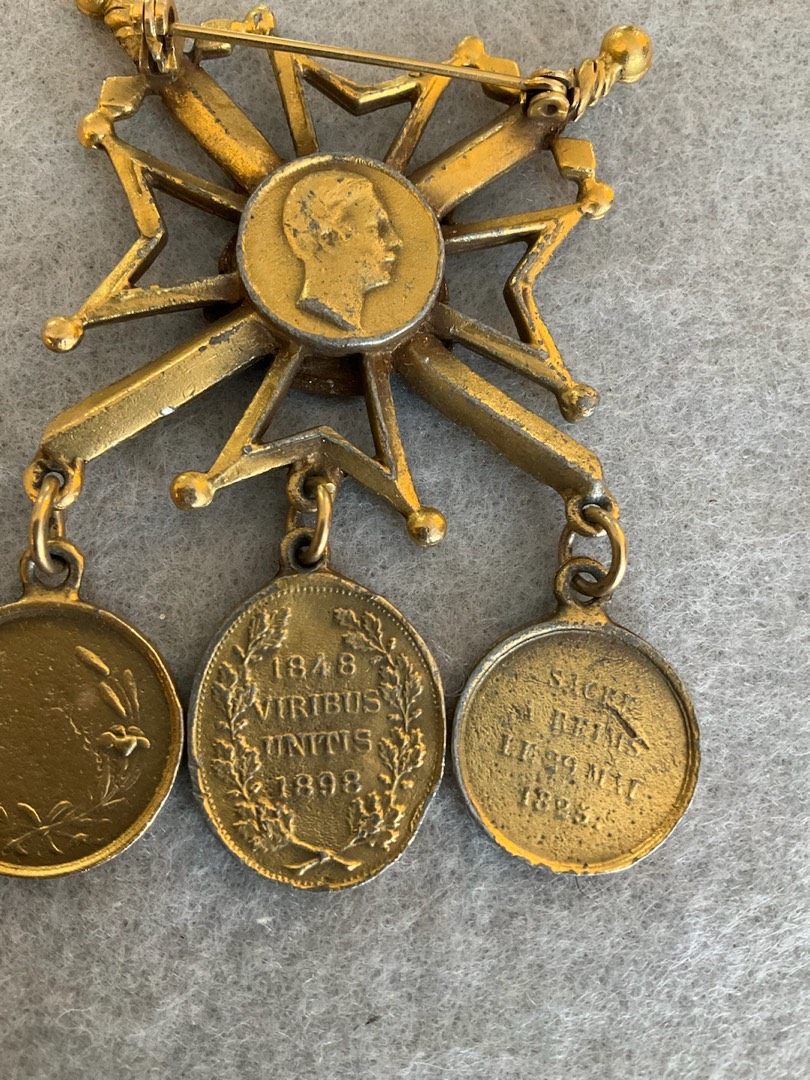 1848
VIRIBUS
UNITIS
1898
SACRE
A REIMS
LE 29 MAI
1825.